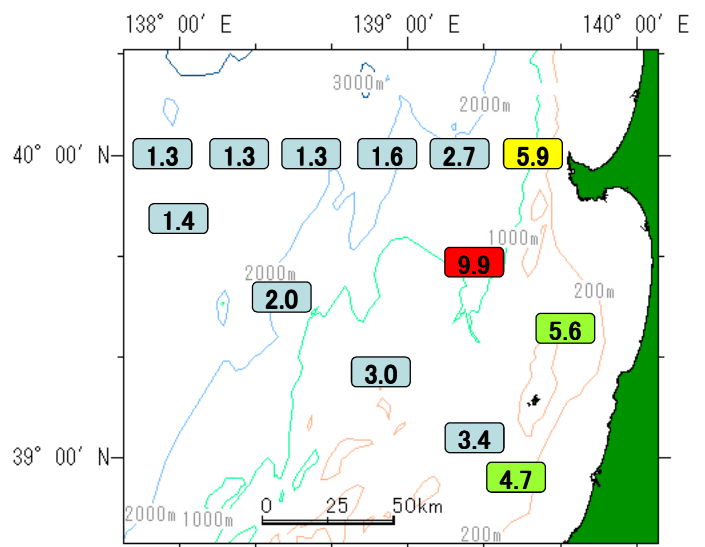 138° 00′ E 139° 00′ E 140° 00′ E
3000m
2000m
40° 00′ N
1.3 1.3 1.3 1.6 2.7 5.9
1.4
1000m
9.9
2000m
200m
2.0
5.6
3.0
3.4
39° 00′ N
4.7
0 25 50km
2000m 1000m
200m